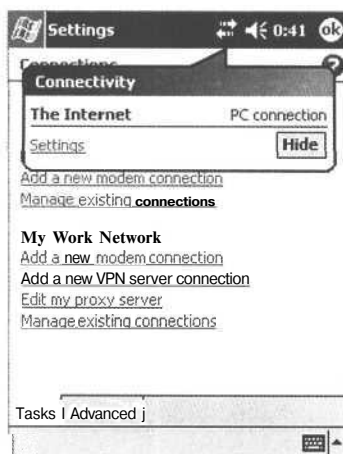 Settings 0:41 ok
Connections ?
Connectivity
The Internet PC connection
Settings Hide
Add a new modem connection
Manage existing connections
My Work Network
Add a new modem connection
Add a new VPN server connection
Edit my proxy server
Manage existing connections
Tasks I Advanced j